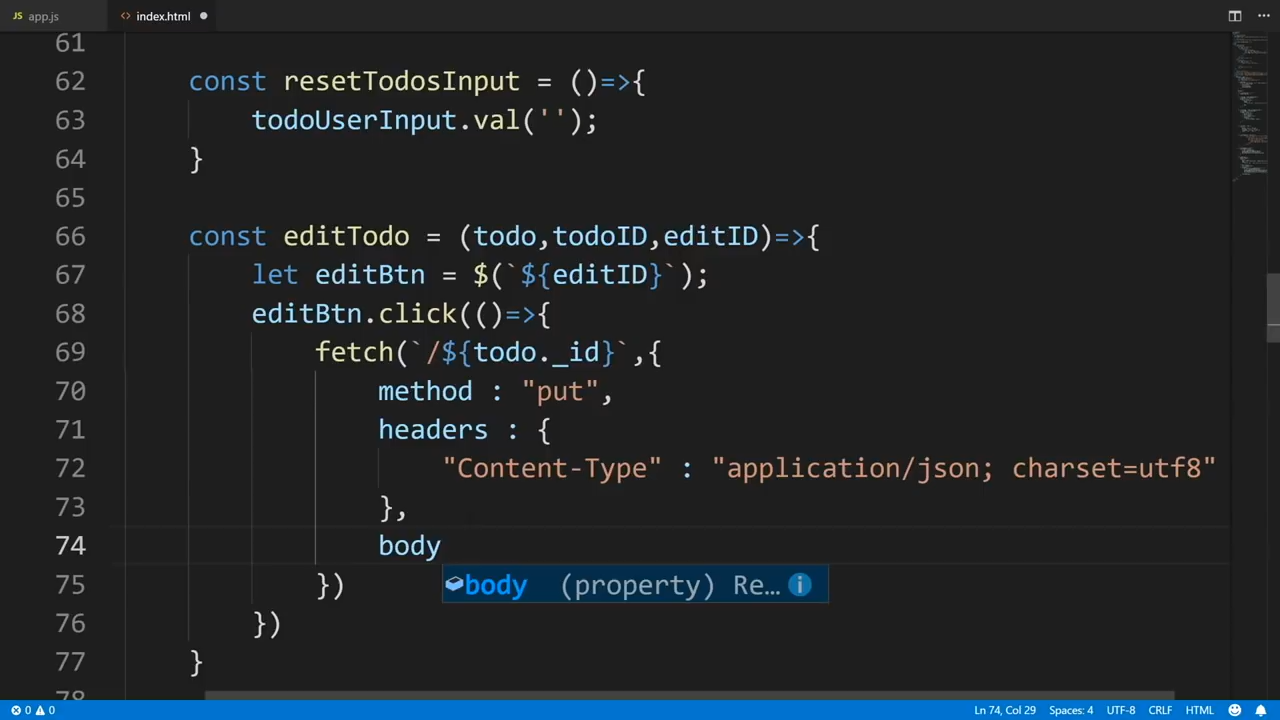 JS app.js <> index.html ●
61
62 const resetTodosInput = ()=>{
63 todoUserInput.val('');
64 }
65
66 const editTodo = (todo,todoID,editID)=>{
67 let editBtn = $(`${editID}`);
68 editBtn.click(()=>{
69 fetch(`/${todo._id}`,{
70 method : "put",
71 headers : {
72 "Content-Type" : "application/json; charset=utf8"
73 },
74 body
75 })
body (property) Re... i
76 })
77 }
78
0 0 Ln 74, Col 29 Spaces: 4 UTF-8 CRLF HTML